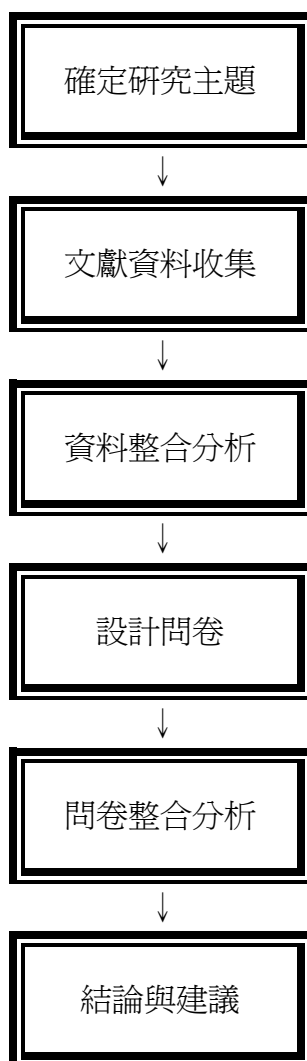 確定研究主題
↓
文獻資料收集
↓
資料整合分析
↓
設計問卷
↓
問卷整合分析
↓
結論與建議